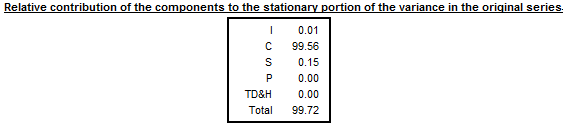 Relative contribution of the components to the stationary portion of the variance in the original series
I 0.01
C 99.56
S 0.15
P 0.00
TD&H 0.00
Total 99.72